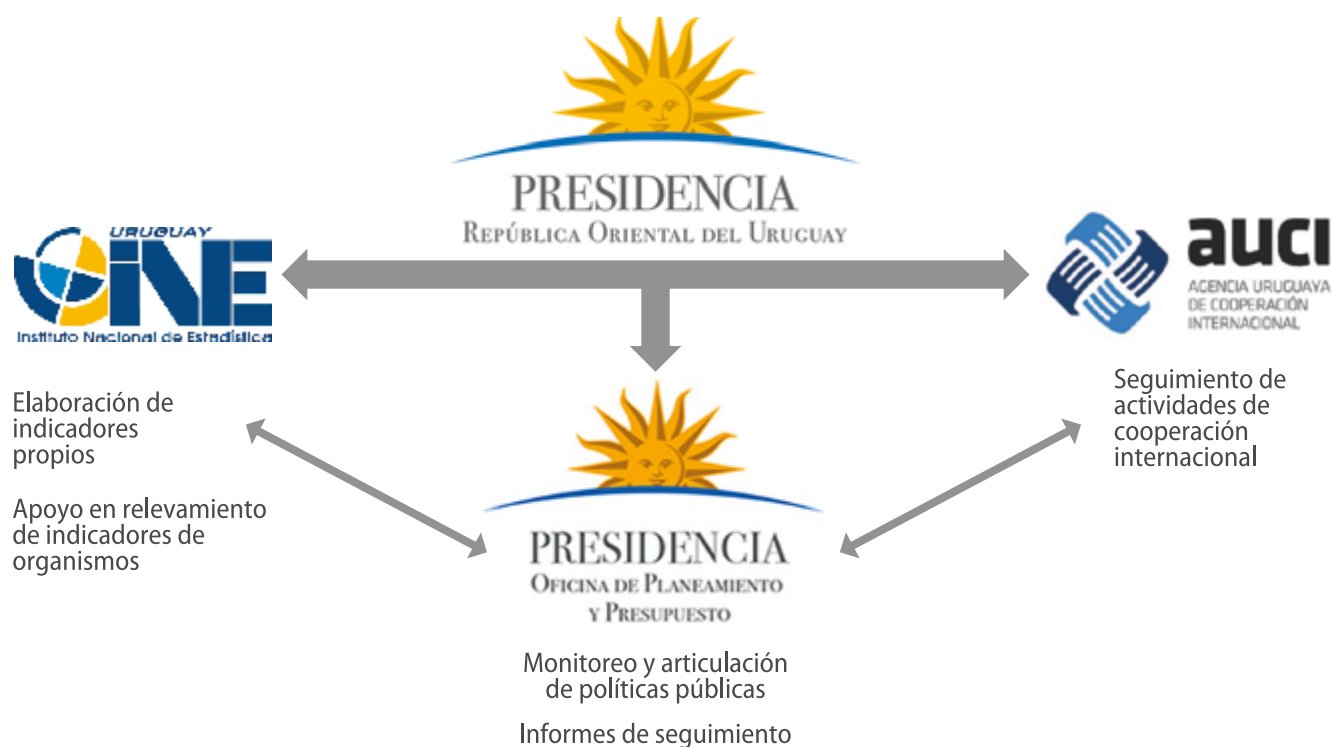 PRESIDENCIA
REPÚBLICA ORIENTAL DEL URUGUAY
URUGUAY
INE
Instituto Nacional de Estadística
auci
AGENCIA URUGUAYA
DE COOPERACIÓN
INTERNACIONAL
Elaboración de
indicadores
propios
Apoyo en relevamiento
de indicadores de
organismos
Seguimiento de
actividades de
cooperación
internacional
PRESIDENCIA
OFICINA DE PLANEAMIENTO
Y PRESUPUESTO
Monitoreo y articulación
de políticas públicas
Informes de seguimiento